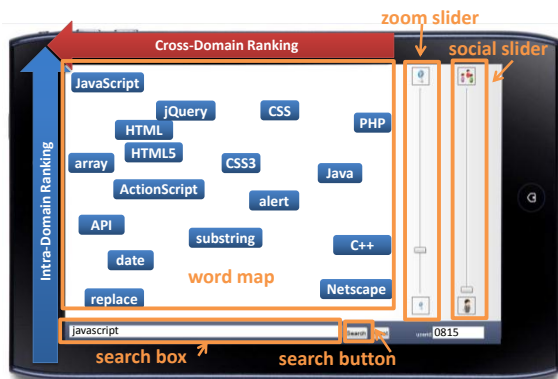 zoom slider
Cross-Domain Ranking
social slider
JavaScript
jQuery
CSS
PHP
HTML
HTML5
array
CSS3
Java
ActionScript
alert
Intra-Domain Ranking
API
substring
C++
date
word map
Netscape
replace
javascript
Search
userid
0815
search box
search button